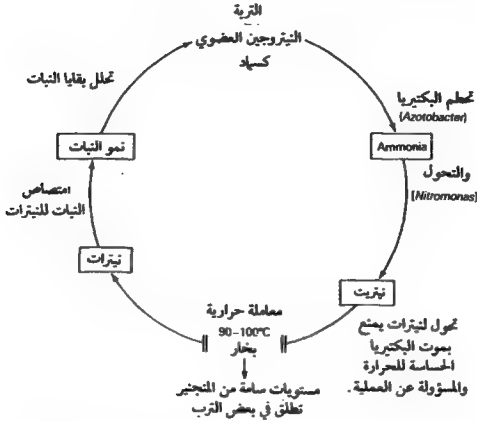 التربة
النيتروجين العضوي
كسماد
تحطم البكتيريا
(Azotobacter)
Ammonia
والتحول
[Nitromonas]
نيتريت
تحول لنيترات يمنع
بموت البكتيريا
الحساسة للحرارة
والمسؤولة عن العملية.
معاملة حرارية
90-100°C
بخار
مستويات سامة من المنجنيز
تطلق في بعض الترب
نيترات
امتصاص
النبات للنيترات
نمو النبات
تحلل بقايا النبات